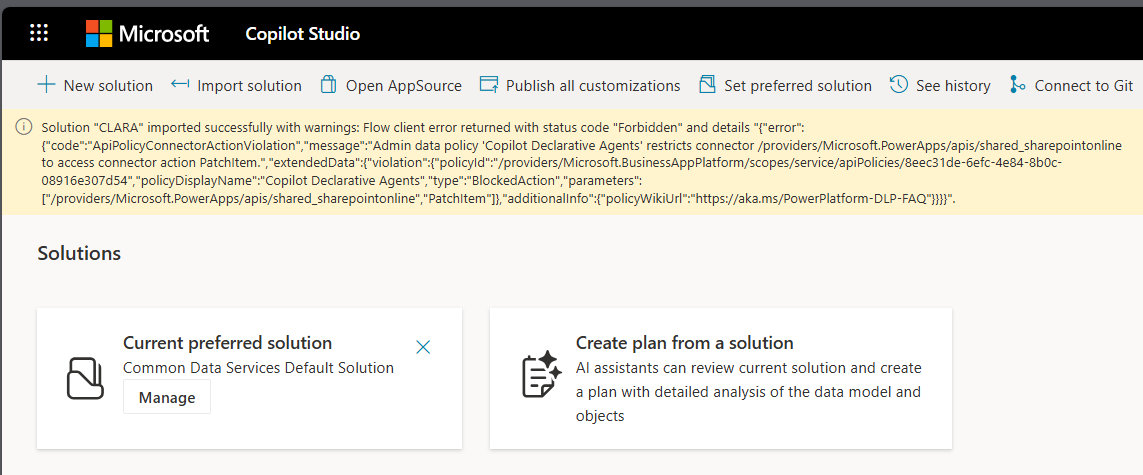 Microsoft Copilot Studio
New solution Import solution Open AppSource Publish all customizations Set preferred solution See history Connect to Git
Solution "CLARA" imported successfully with warnings: Flow client error returned with status code "Forbidden" and details "{"error":
{"code":"ApiPolicyConnectorActionViolation","message":"Admin data policy 'Copilot Declarative Agents' restricts connector /providers/Microsoft.PowerApps/apis/shared_sharepointonline
to access connector action PatchItem.","extendedData":{"violation":{"policyId":"/providers/Microsoft.BusinessAppPlatform/scopes/service/apiPolicies/8eec31de-6efc-4e84-8b0c-
08916e307d54","policyDisplayName":"Copilot Declarative Agents","type":"BlockedAction","parameters":
["/providers/Microsoft.PowerApps/apis/shared_sharepointonline","PatchItem"]},"additionalInfo":{"policyWikiUrl":"https://aka.ms/PowerPlatform-DLP-FAQ"}}}}".
Solutions
Current preferred solution
Common Data Services Default Solution
Manage
Create plan from a solution
AI assistants can review current solution and create
a plan with detailed analysis of the data model and
objects